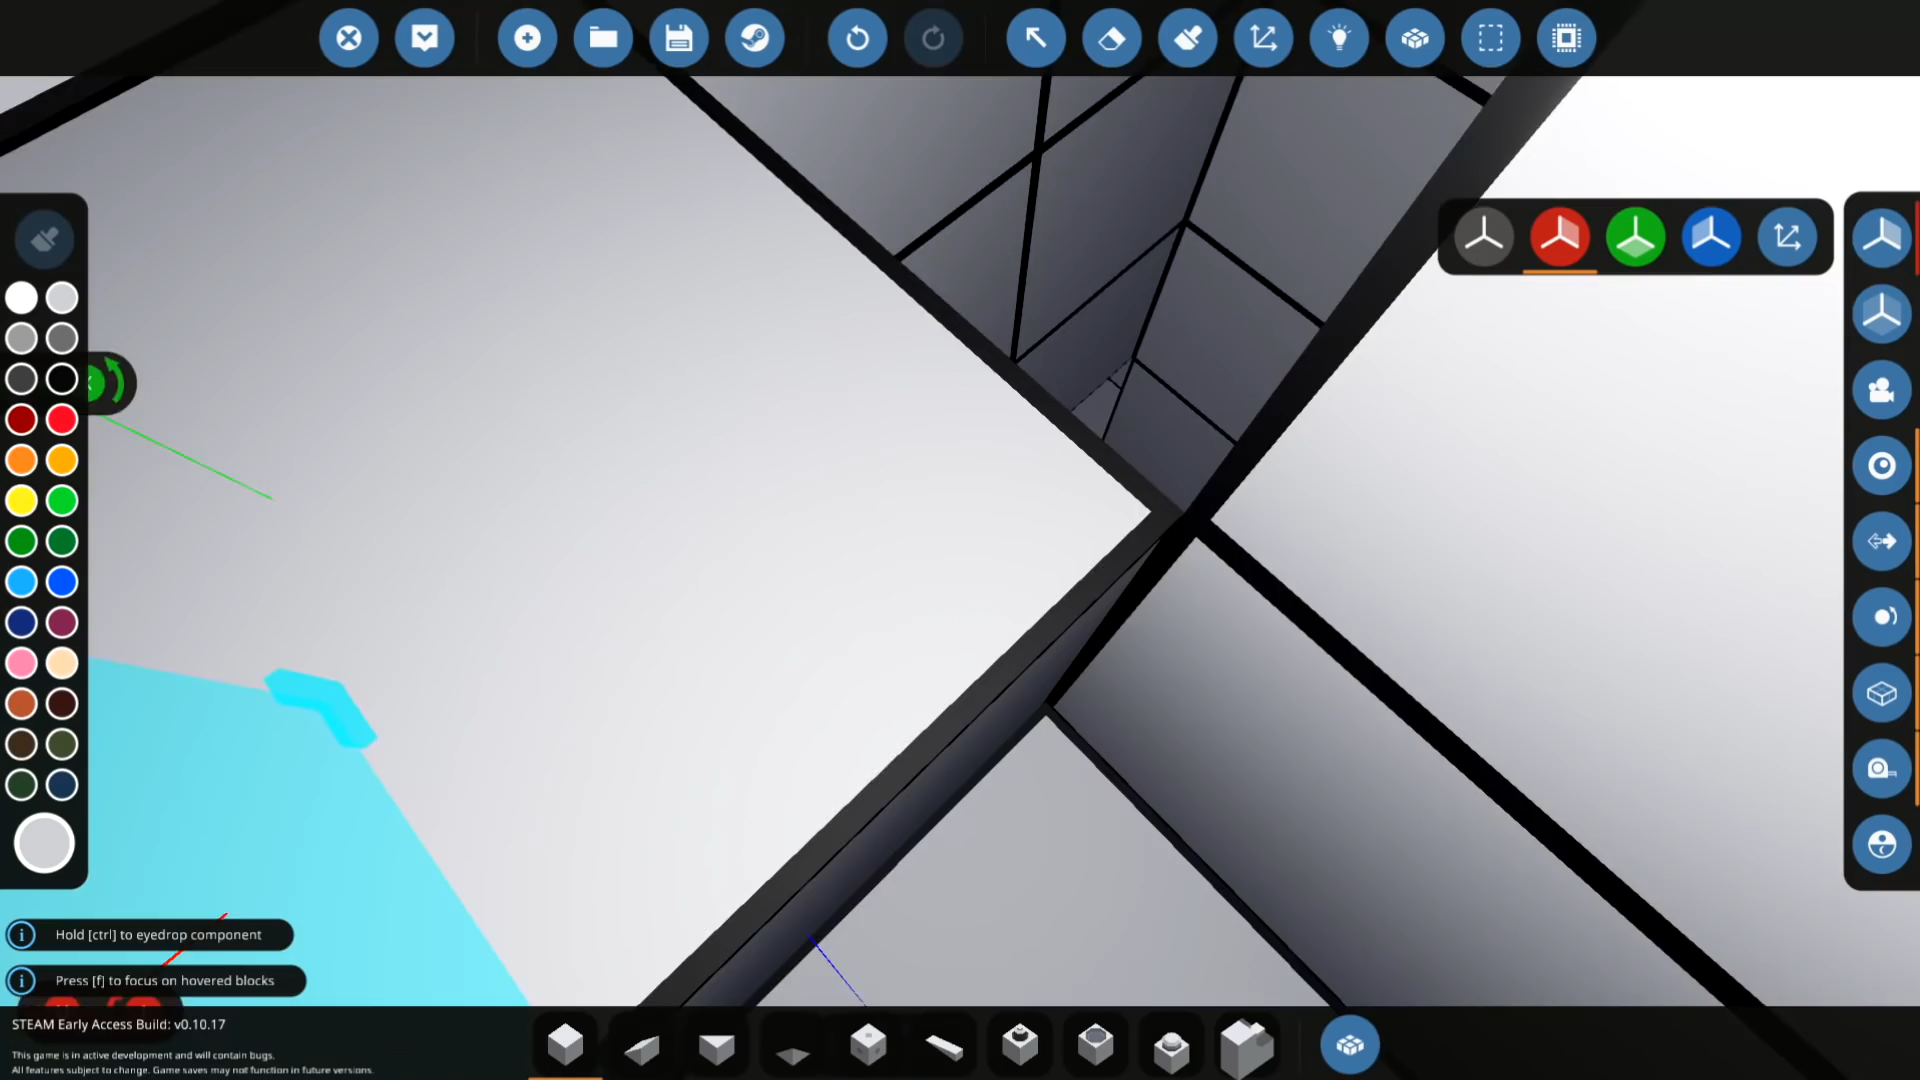 Hold [ctrl] to eyedrop component
Press [f] to focus on hovered blocks
STEAM Early Access Build: v0.10.17
This game is in active development and will contain bugs.
All features subject to change. Game saves may not function in future versions.